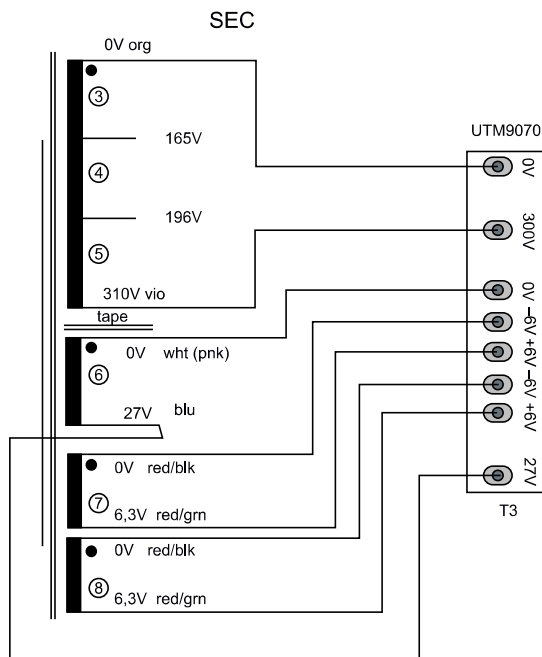 SEC
0V org
3
165V
4
196V
5
310V vio
tape
0V wht (pnk)
6
27V blu
0V red/blk
7
6,3V red/grn
0V red/blk
8
6,3V red/grn
UTM9070
0V
300V
0V
–6V
+6V
–6V
+6V
27V
T3